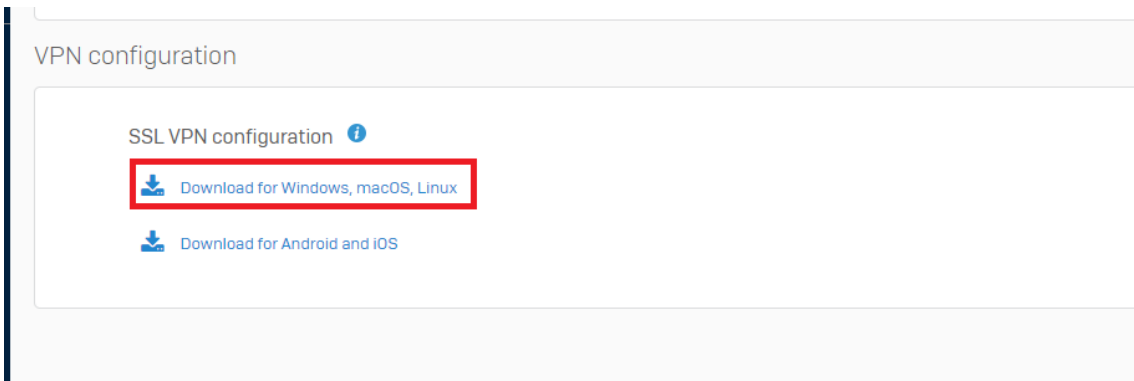 VPN configuration
SSL VPN configuration
Download for Windows, macOS, Linux
Download for Android and iOS